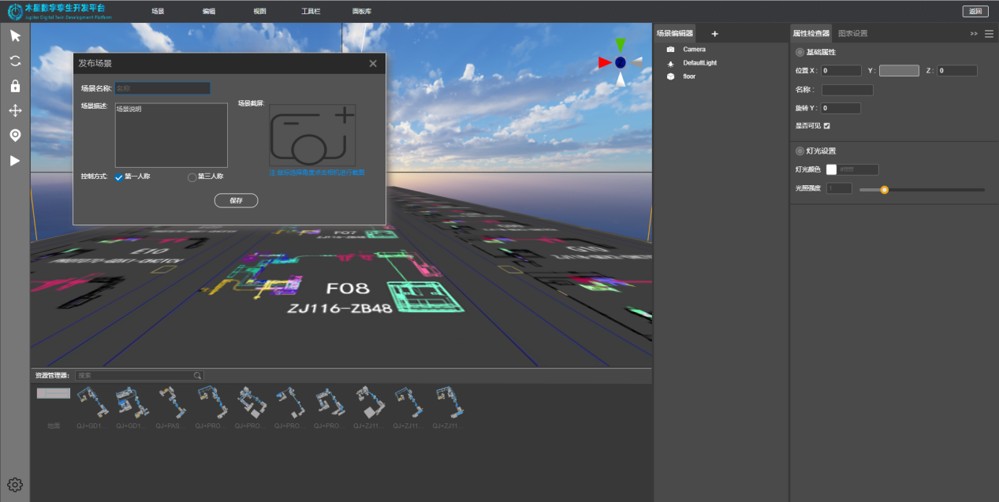 木星数字孪生开发平台
Jupiter Digital Twin Development Platform
场景 编辑 视图 工具栏 面板库
返回
发布场景
场景名称: 名称
场景描述: 场景说明
场景截屏:
注:鼠标选择角度点击相机进行截图
控制方式: 第一人称 第三人称
保存
Z
F07
ZJ116-ZB48
E10
G10
F08
ZJ116-ZB48
场景编辑器 +
Camera
DefaultLight
floor
属性检查器 图表设置
基础属性
位置 X : 0 Y : Z : 0
名称 :
旋转 Y : 0
是否可见
灯光设置
灯光颜色 #ffffff
光照强度 1
资源管理器: 搜索
地图 QJ+GD1... QJ+GD1... QJ+PAS... QJ+PRO... QJ+PRO... QJ+PRO... QJ+PRO... QJ+ZJ11... QJ+ZJ11... QJ+ZJ11...